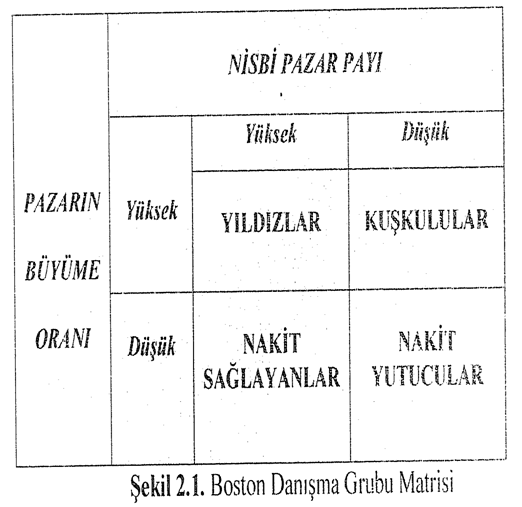 NİSBİ PAZAR PAYI
Yüksek
Düşük
PAZARIN
BÜYÜME
ORANI
Yüksek
YILDIZLAR
KUŞKULULAR
Düşük
NAKİT
SAĞLAYANLAR
NAKİT
YUTUCULAR
Şekil 2.1. Boston Danışma Grubu Matrisi